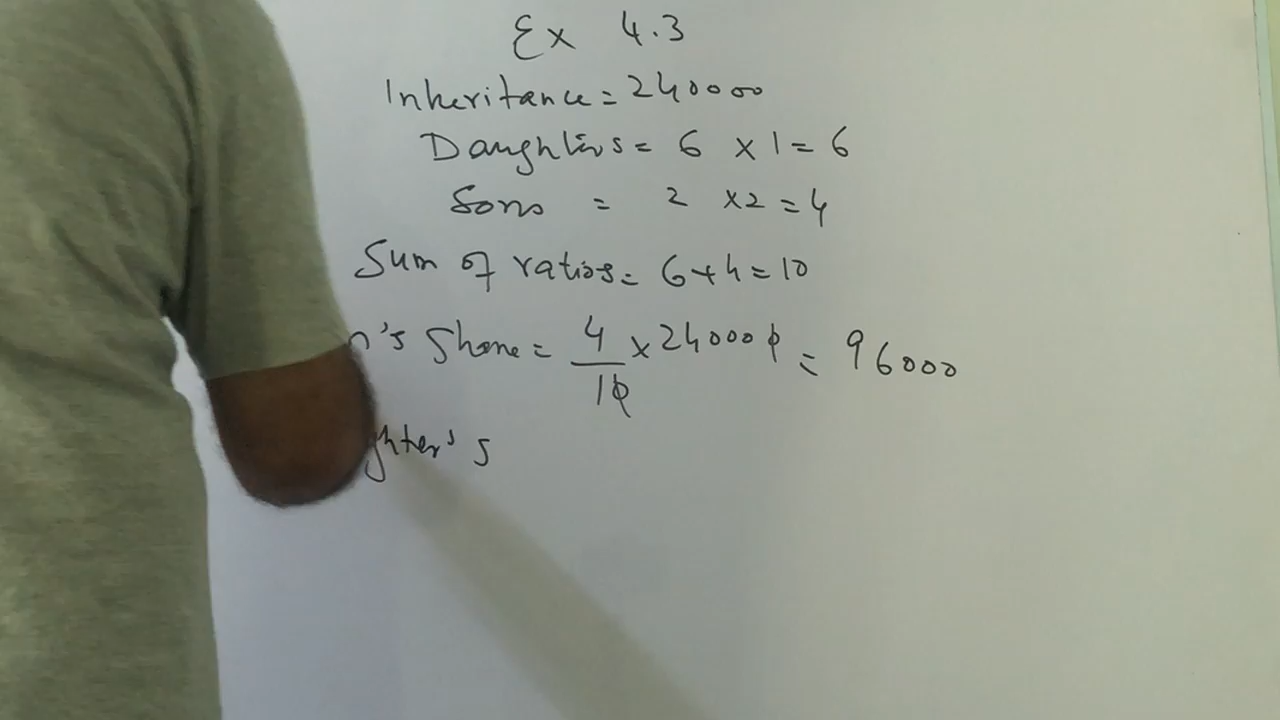 Ex 4.3
Inheritance = 240000
Daughters = 6 × 1 = 6
Sons = 2 × 2 = 4
Sum of ratios = 6 + 4 = 10
n's Share = 4/10 × 240000 = 96000
ghter's S